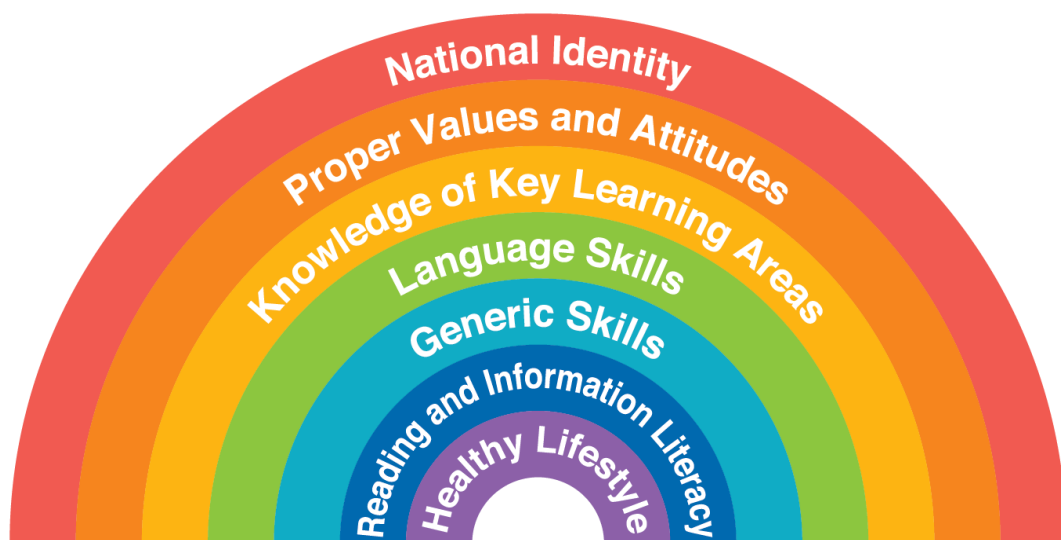 National Identity
Proper Values and Attitudes
Knowledge of Key Learning Areas
Language Skills
Generic Skills
Reading and Information Literacy
Healthy Lifestyle